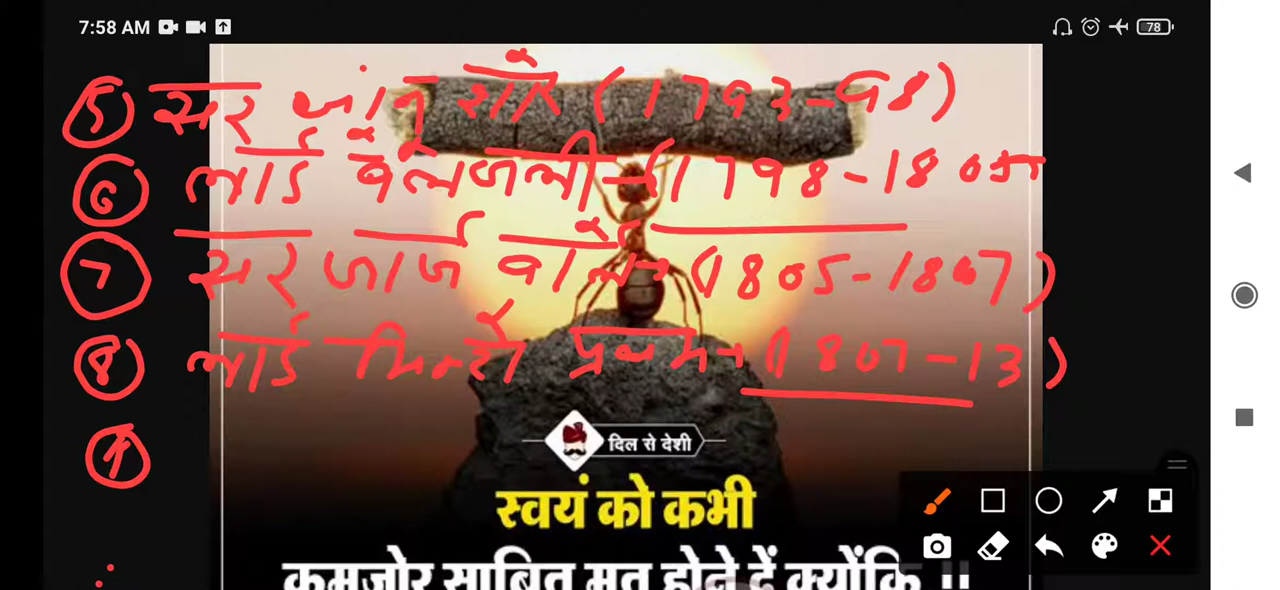 7:58 AM
78
5 सर जॉन शोर (1793-98)
6 लार्ड वेलेजली - (1798-1805
7 सर जार्ज वार्लो → (1805-1807)
8 लार्ड मिन्टो प्रथम → (1807-13)
9
दिल से देशी
स्वयं को कभी
कमजोर साबित मत होने दें क्योंकि !!